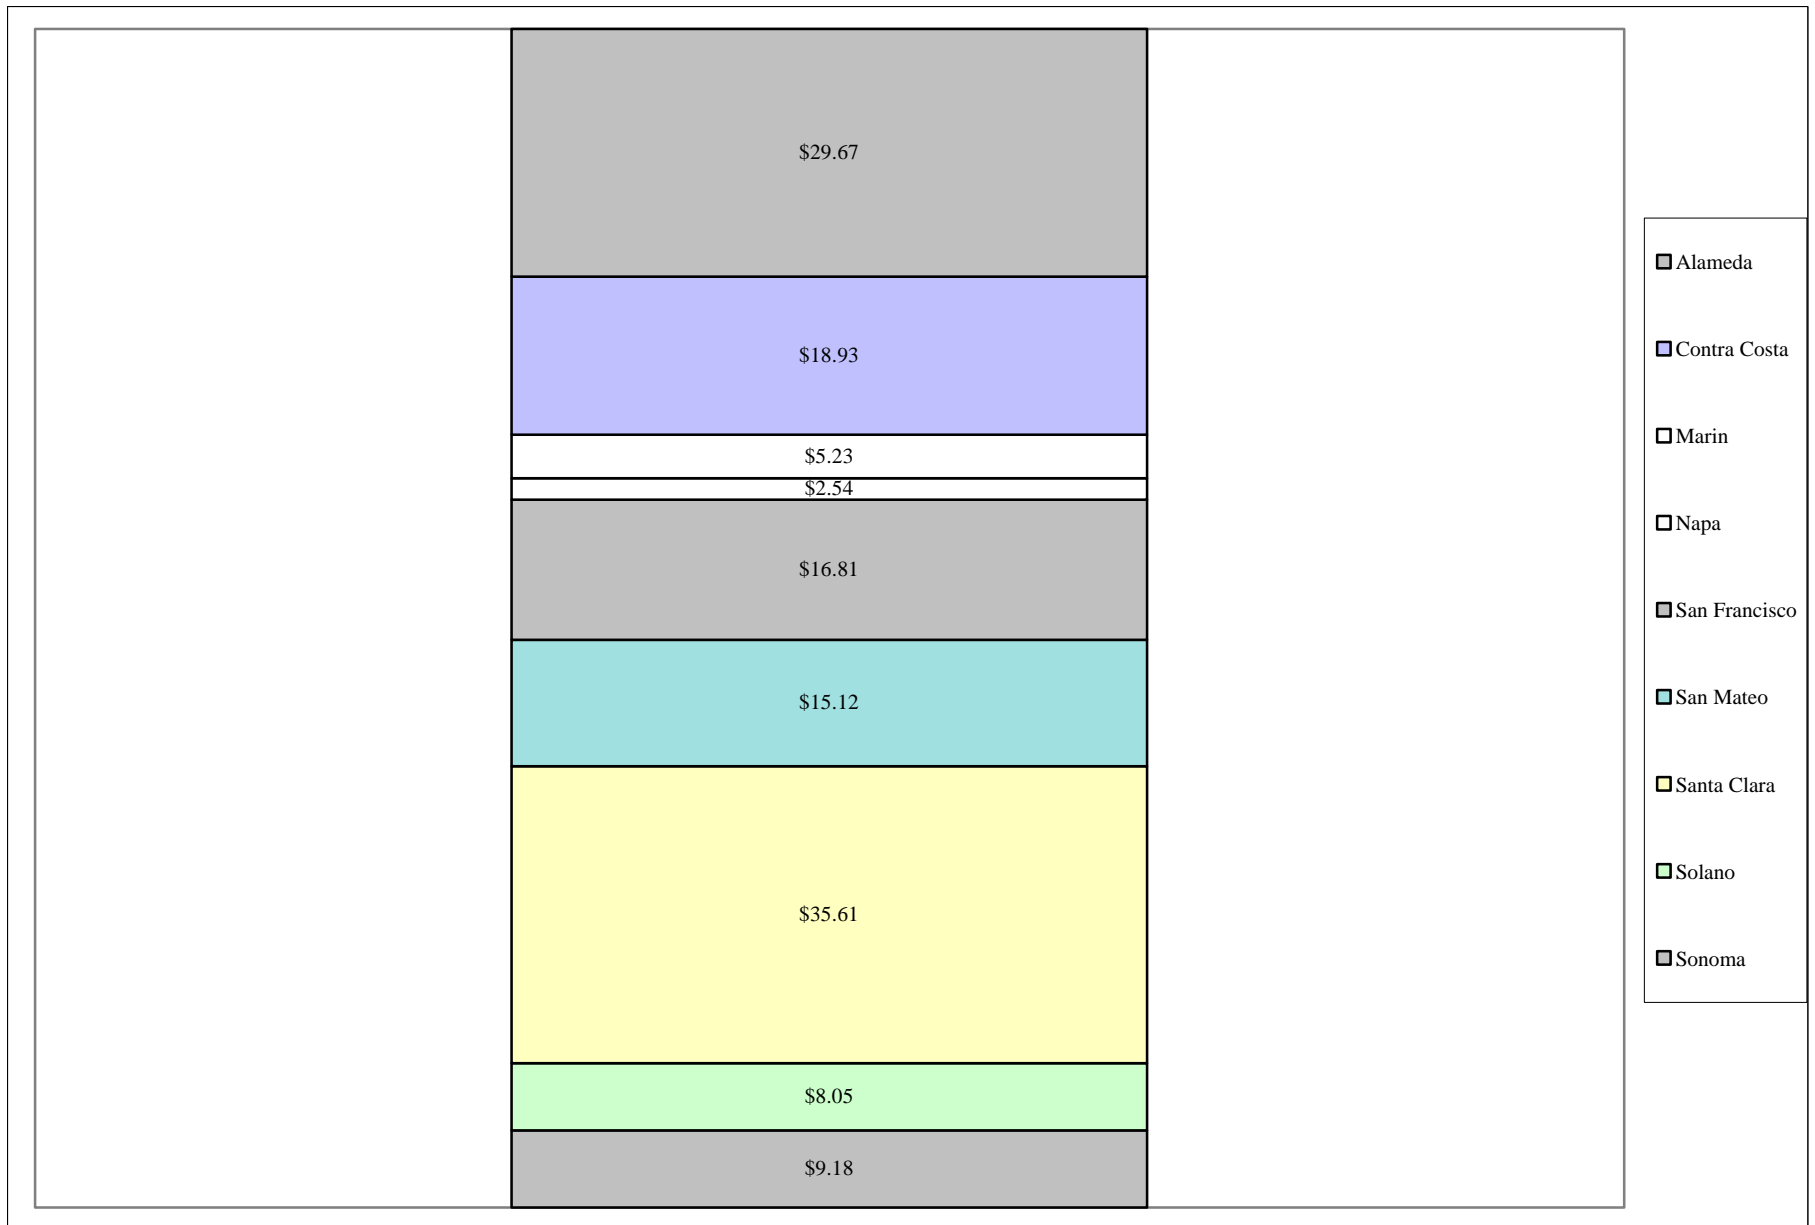 $29.67
$18.93
$5.23
$2.54
$16.81
$15.12
$35.61
$8.05
$9.18
Alameda
Contra Costa
Marin
Napa
San Francisco
San Mateo
Santa Clara
Solano
Sonoma